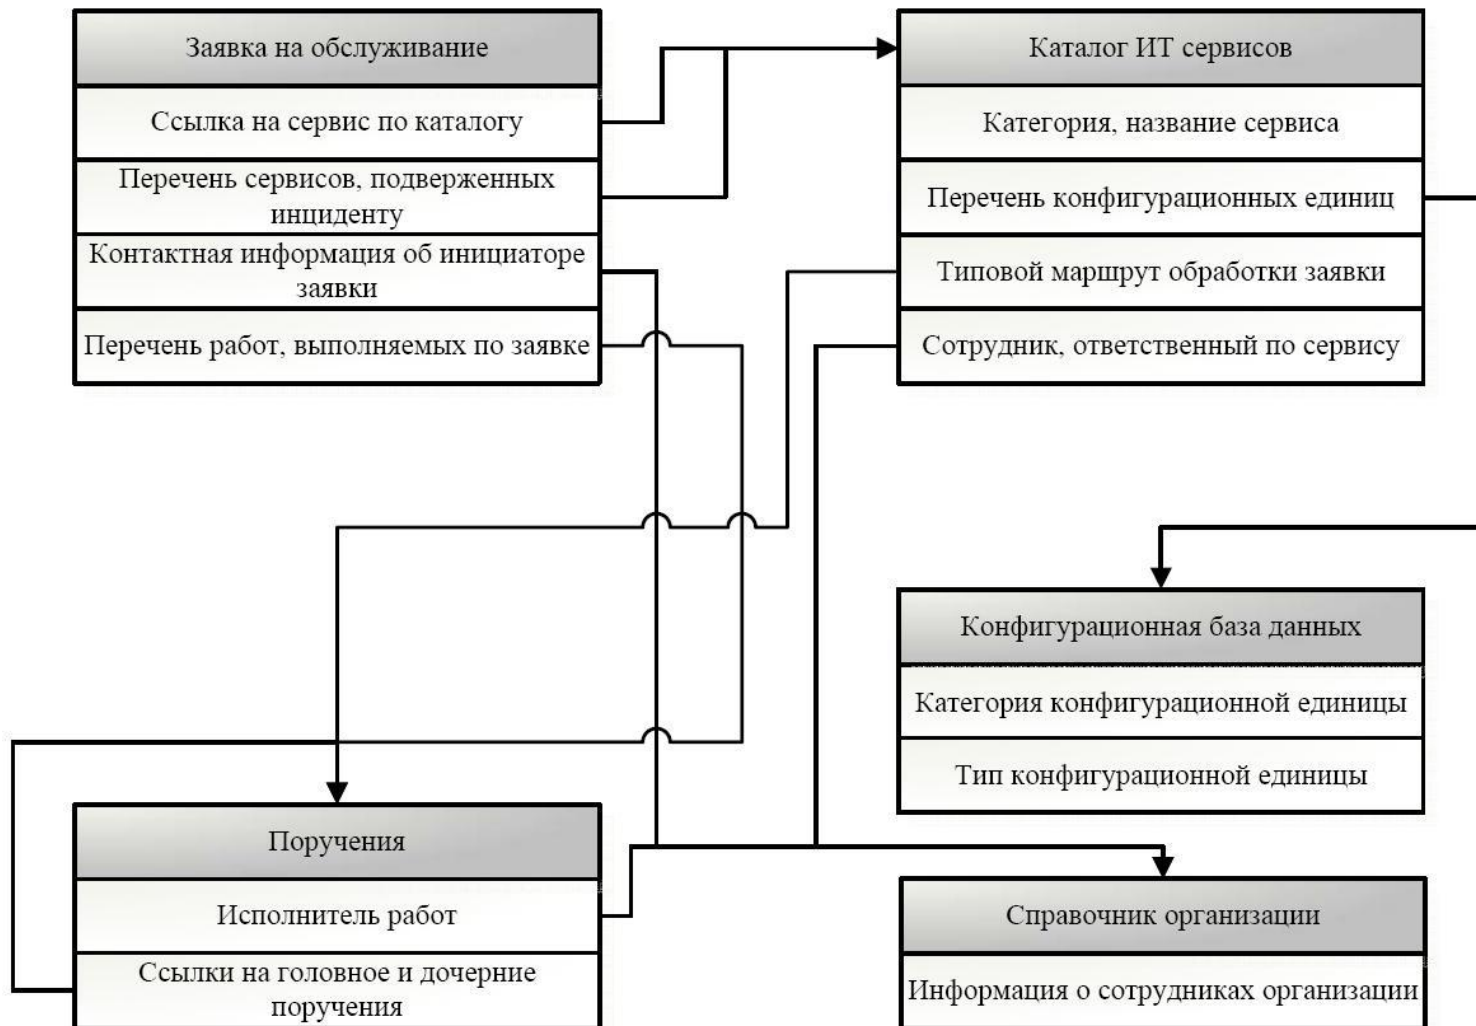 Заявка на обслуживание
Ссылка на сервис по каталогу
Перечень сервисов, подверженных
инциденту
Контактная информация об инициаторе
заявки
Перечень работ, выполняемых по заявке
Каталог ИТ сервисов
Категория, название сервиса
Перечень конфигурационных единиц
Типовой маршрут обработки заявки
Сотрудник, ответственный по сервису
Конфигурационная база данных
Категория конфигурационной единицы
Тип конфигурационной единицы
Поручения
Исполнитель работ
Ссылки на головное и дочерние
поручения
Справочник организации
Информация о сотрудниках организации